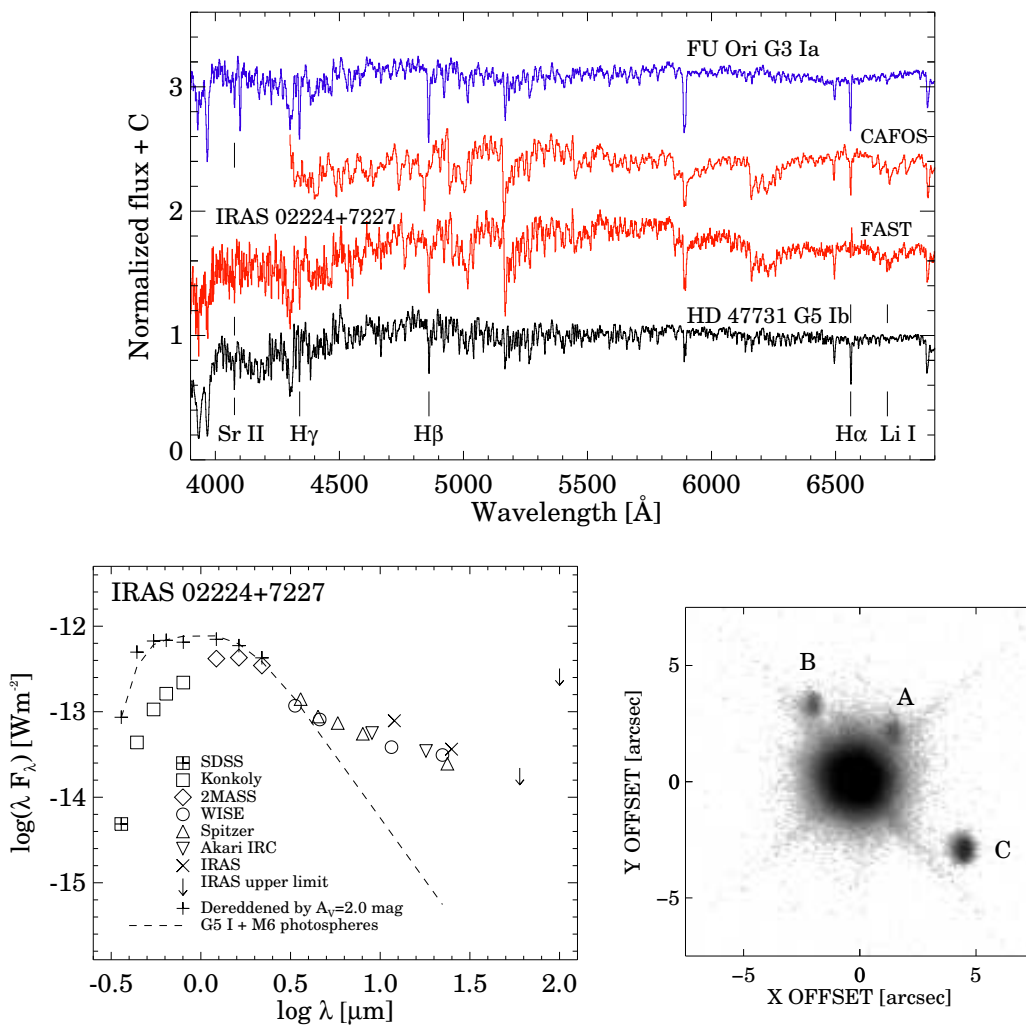 FU Ori G3 Ia
CAFOS
IRAS 02224+7227
FAST
HD 47731 G5 Ib
Sr II Hγ Hβ Hα Li I
Normalized flux + C
0 1 2 3
4000 4500 5000 5500 6000 6500
Wavelength [Å]
IRAS 02224+7227
log(λ F_λ) [Wm⁻²]
-12
-13
-14
-15
SDSS
Konkoly
2MASS
WISE
Spitzer
Akari IRC
IRAS
IRAS upper limit
Dereddened by A_V=2.0 mag
G5 I + M6 photospheres
-0.5 0.0 0.5 1.0 1.5 2.0
log λ [μm]
B
A
C
Y OFFSET [arcsec]
5
0
-5
-5 0 5
X OFFSET [arcsec]